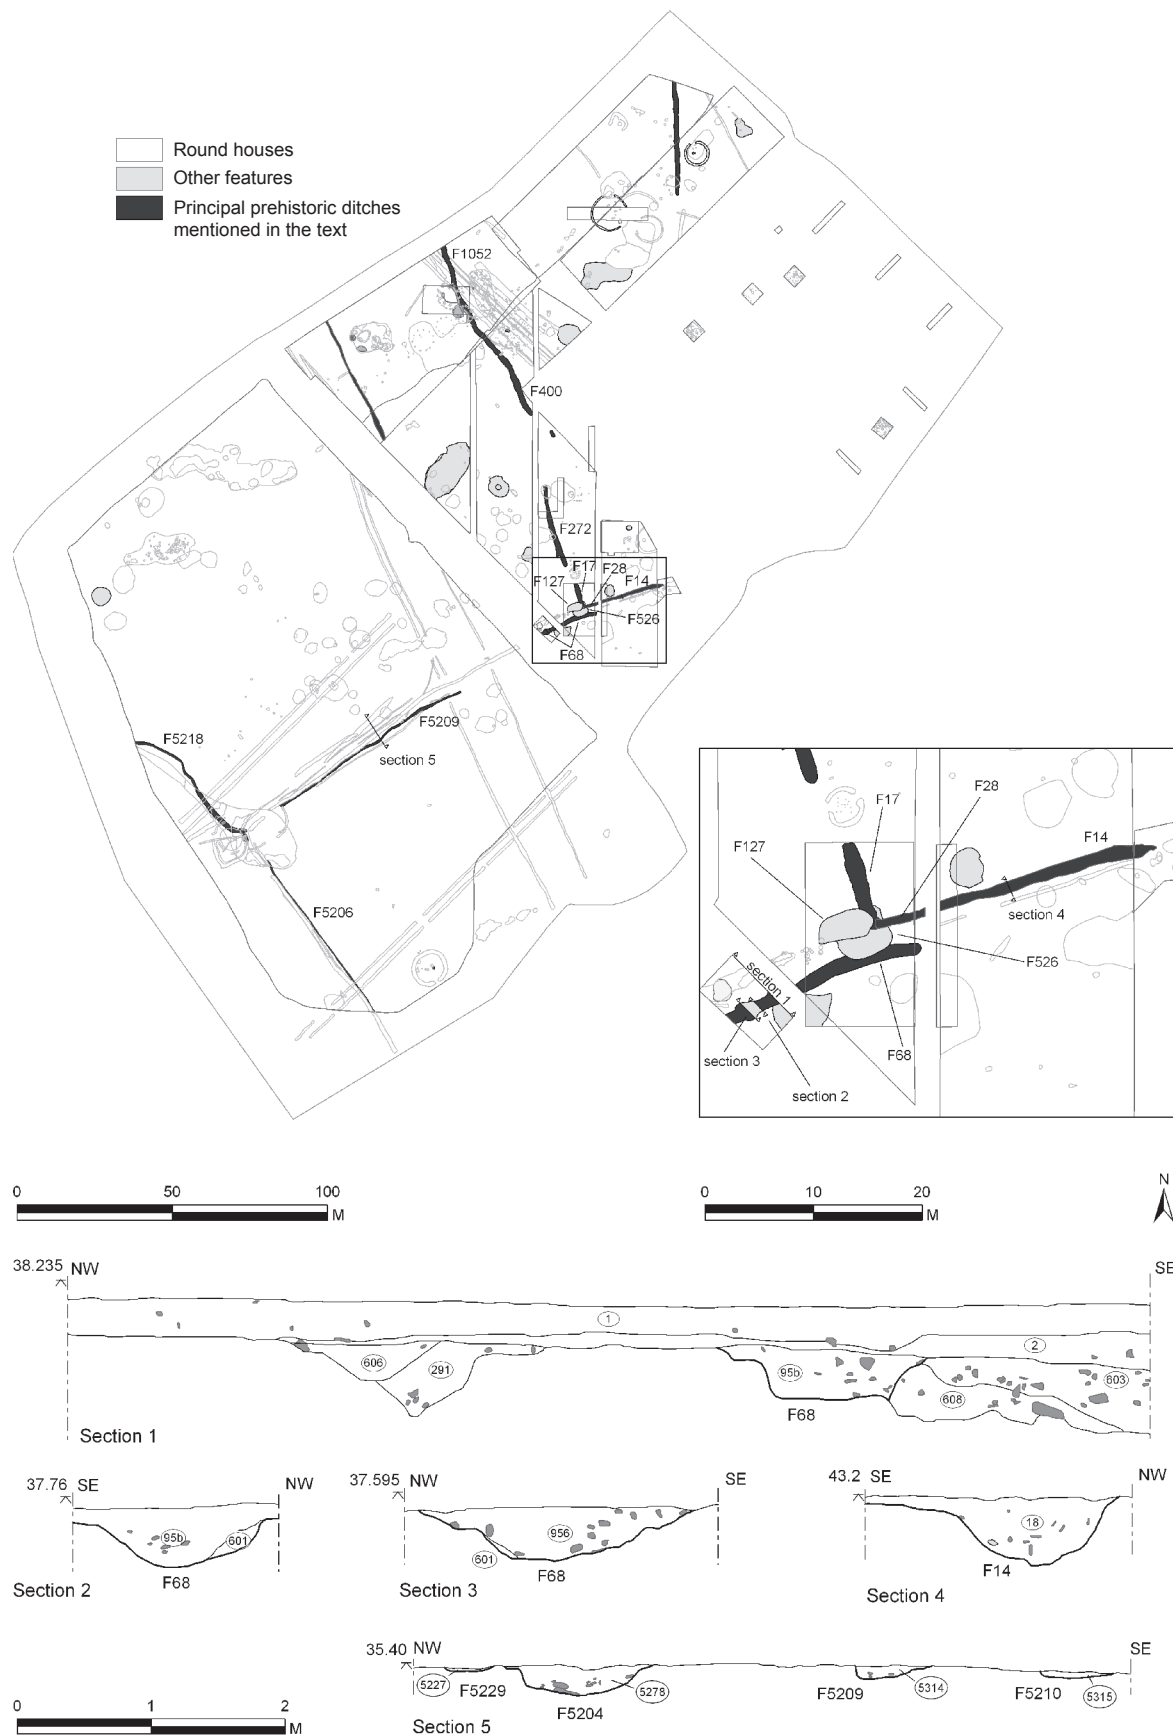 Round houses
Other features
Principal prehistoric ditches
mentioned in the text
F1052
F400
F272
F17
F28
F127
F14
F526
F68
F5218
F5209
section 5
F5206
F28
F17
F127
F14
section 4
F526
section 1
F68
section 3
section 2
0 50 100
M
0 10 20
M
N
38.235 NW
SE
1
606
291
95b
2
603
608
F68
Section 1
37.76 SE
NW
95b
601
F68
Section 2
37.595 NW
SE
956
601
F68
Section 3
43.2 SE
NW
18
F14
Section 4
35.40 NW
SE
5227
F5229
5278
F5204
5314
F5209
5315
F5210
Section 5
0 1 2
M